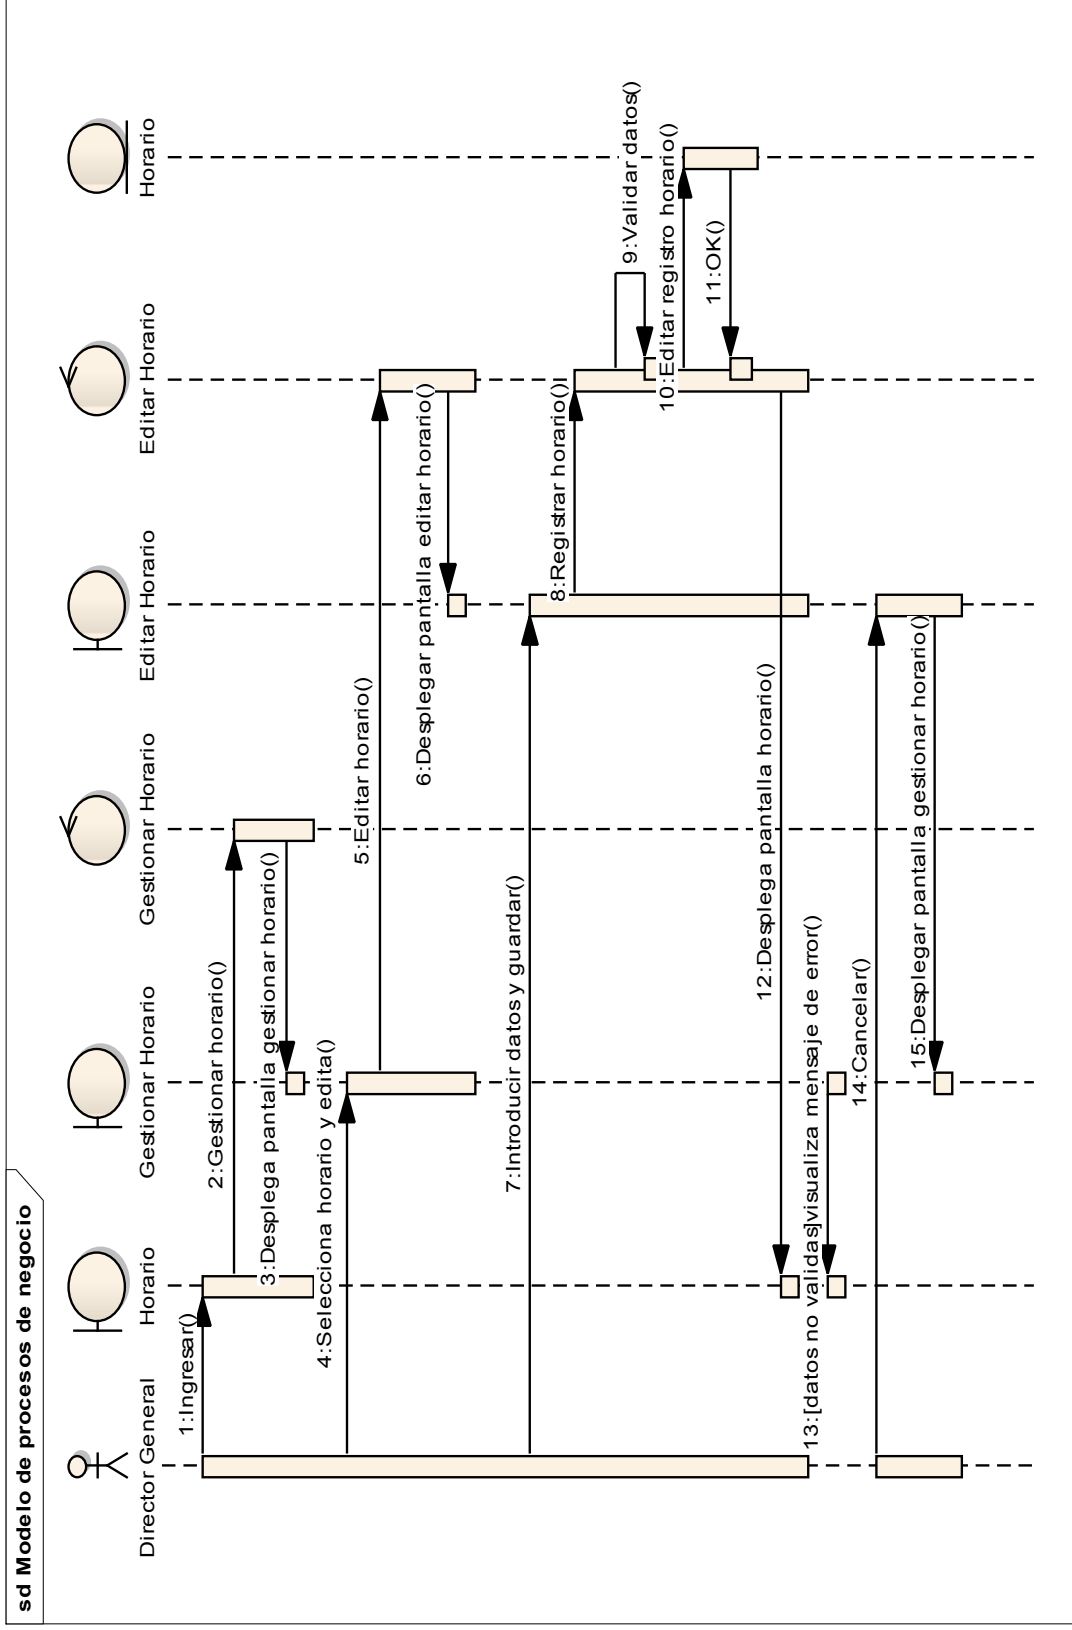 sd Modelo de procesos de negocio
Director General
Horario
Gestionar Horario
Gestionar Horario
Editar Horario
Editar Horario
Horario
1:Ingresar()
2:Gestionar horario()
3:Desplega pantalla gestionar horario()
4:Selecciona horario y edita()
5:Editar horario()
6:Desplegar pantalla editar horario()
7:Introducir datos y guardar()
8:Registrar horario()
9:Validar datos()
10:Editar registro horario()
11:OK()
12:Desplega pantalla horario()
13:[datos no validas]visualiza mensaje de error()
14:Cancelar()
15:Desplegar pantalla gestionar horario()